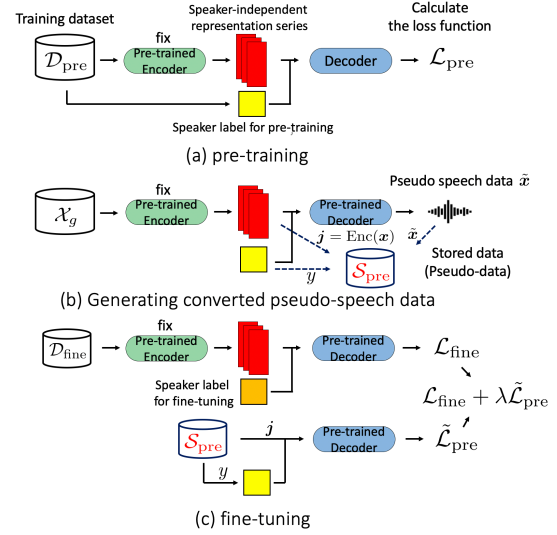 Training dataset
Speaker-independent
representation series
Calculate
the loss function
fix
𝒟pre
Pre-trained
Encoder
Decoder
ℒpre
Speaker label for pre-training
(a) pre-training
fix
𝒳g
Pre-trained
Encoder
Pre-trained
Decoder
Pseudo speech data x̃
j = Enc(x)
x̃
y
𝒮pre
Stored data
(Pseudo-data)
(b) Generating converted pseudo-speech data
fix
𝒟fine
Pre-trained
Encoder
Pre-trained
Decoder
ℒfine
Speaker label
for fine-tuning
ℒfine + λℒ̃pre
𝒮pre
j
Pre-trained
Decoder
ℒ̃pre
y
(c) fine-tuning